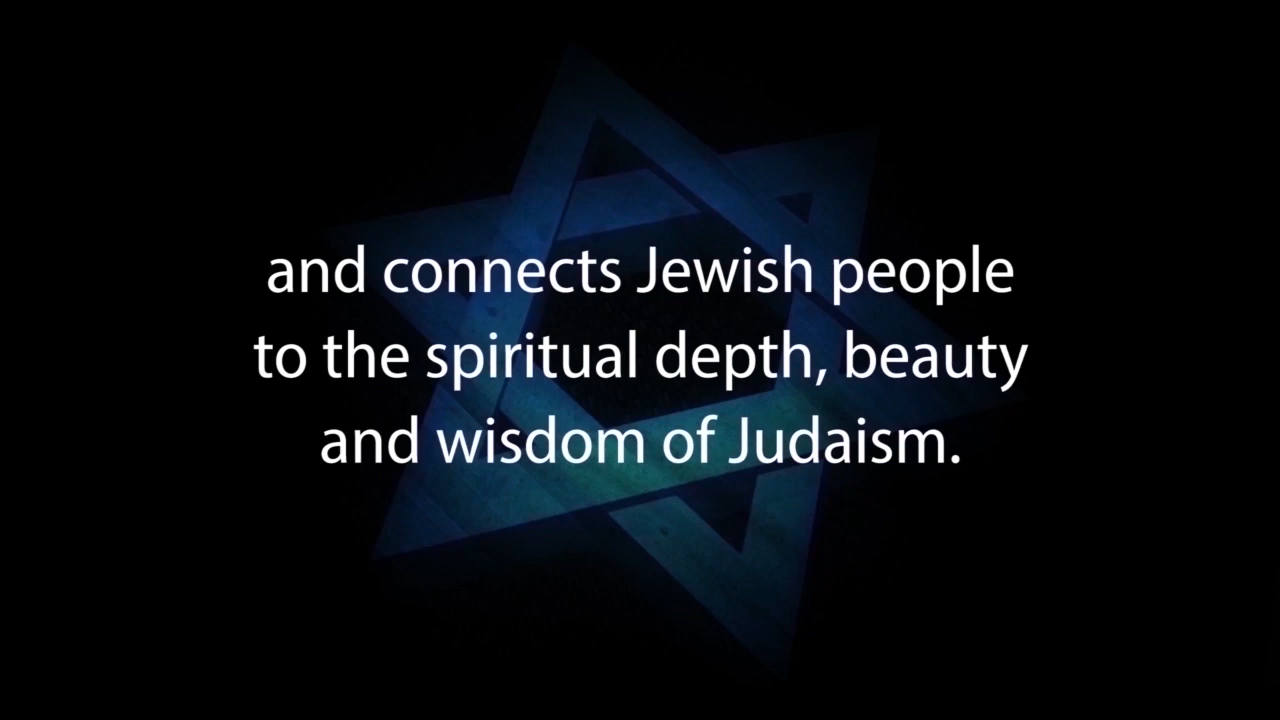 and connects Jewish people
to the spiritual depth, beauty
and wisdom of Judaism.